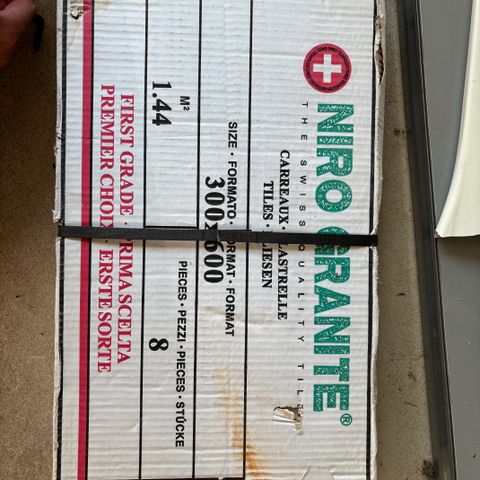 NIRO GRANITE®
THE SWISS QUALITY TILE
CARREAUX · PIASTRELLE
TILES · FLIESEN
SIZE · FORMATO · FORMAT · FORMAT
300x600
M² PIECES · PEZZI · PIECES · STÜCKE
1.44 8
FIRST GRADE · PRIMA SCELTA
PREMIER CHOIX · ERSTE SORTE